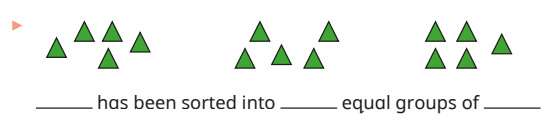 ______ has been sorted into ______ equal groups of ______